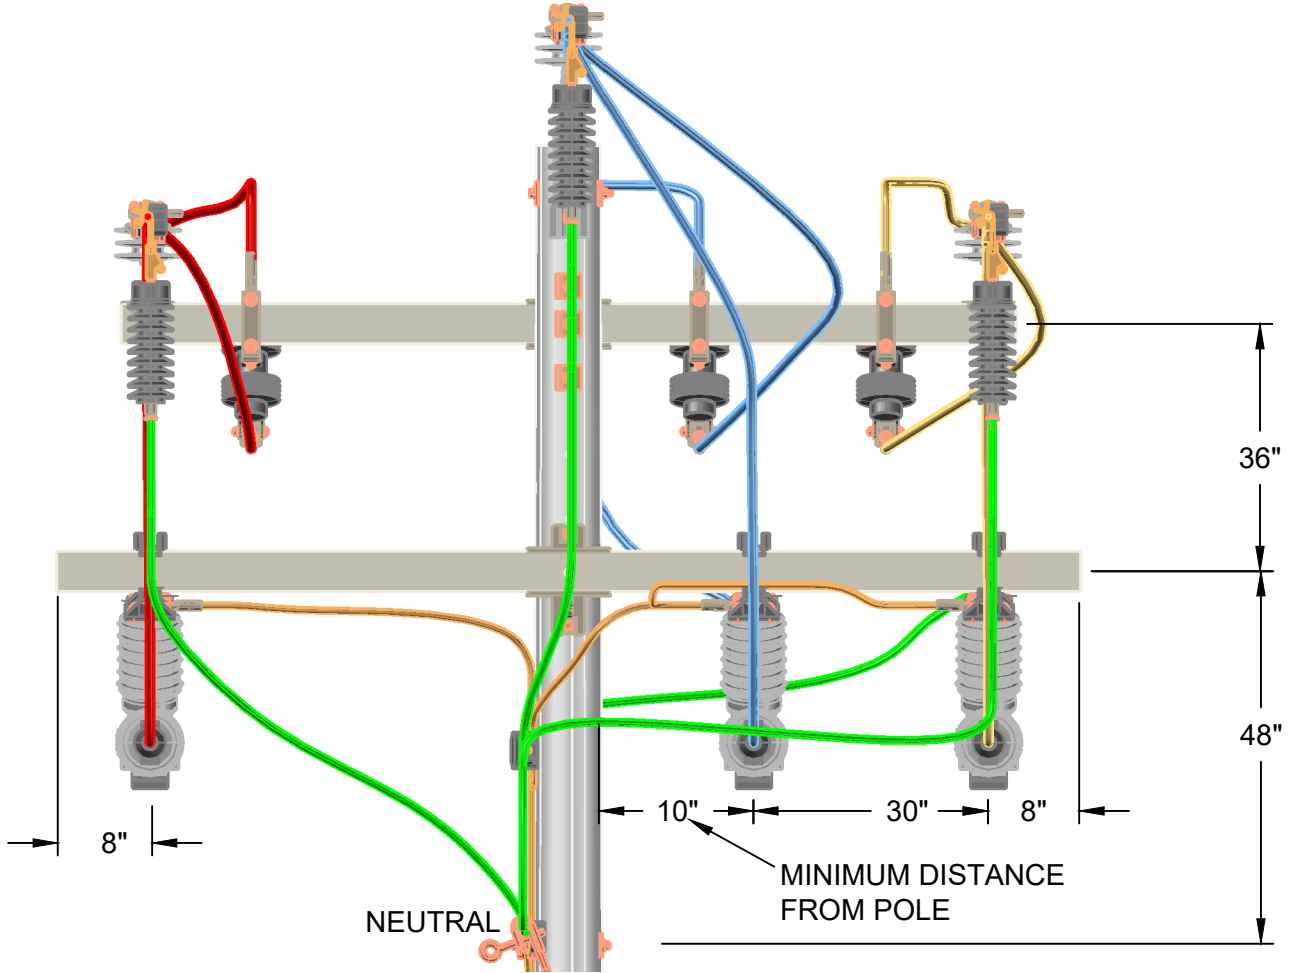 36"
48"
10"
30"
8"
8"
MINIMUM DISTANCE
FROM POLE
NEUTRAL